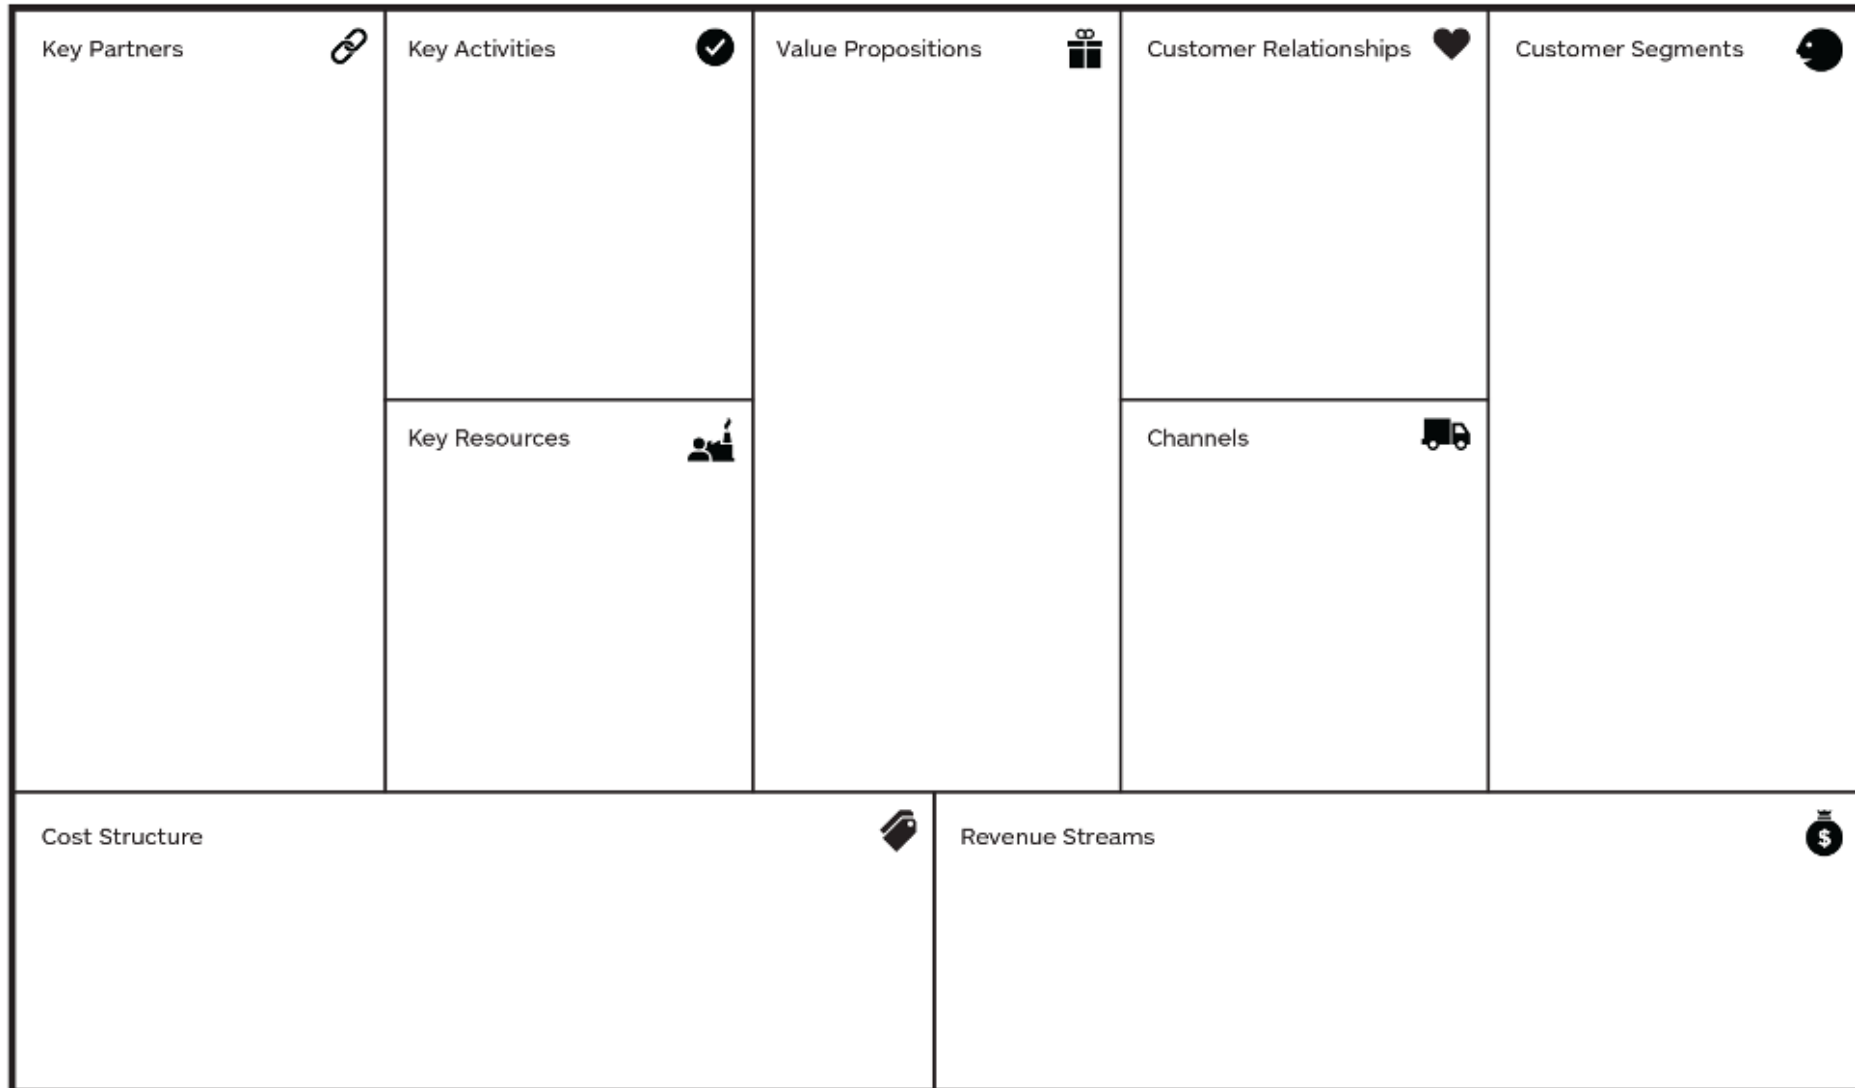 Key Partners
Key Activities
Value Propositions
Customer Relationships
Customer Segments
Key Resources
Channels
Cost Structure
Revenue Streams
$